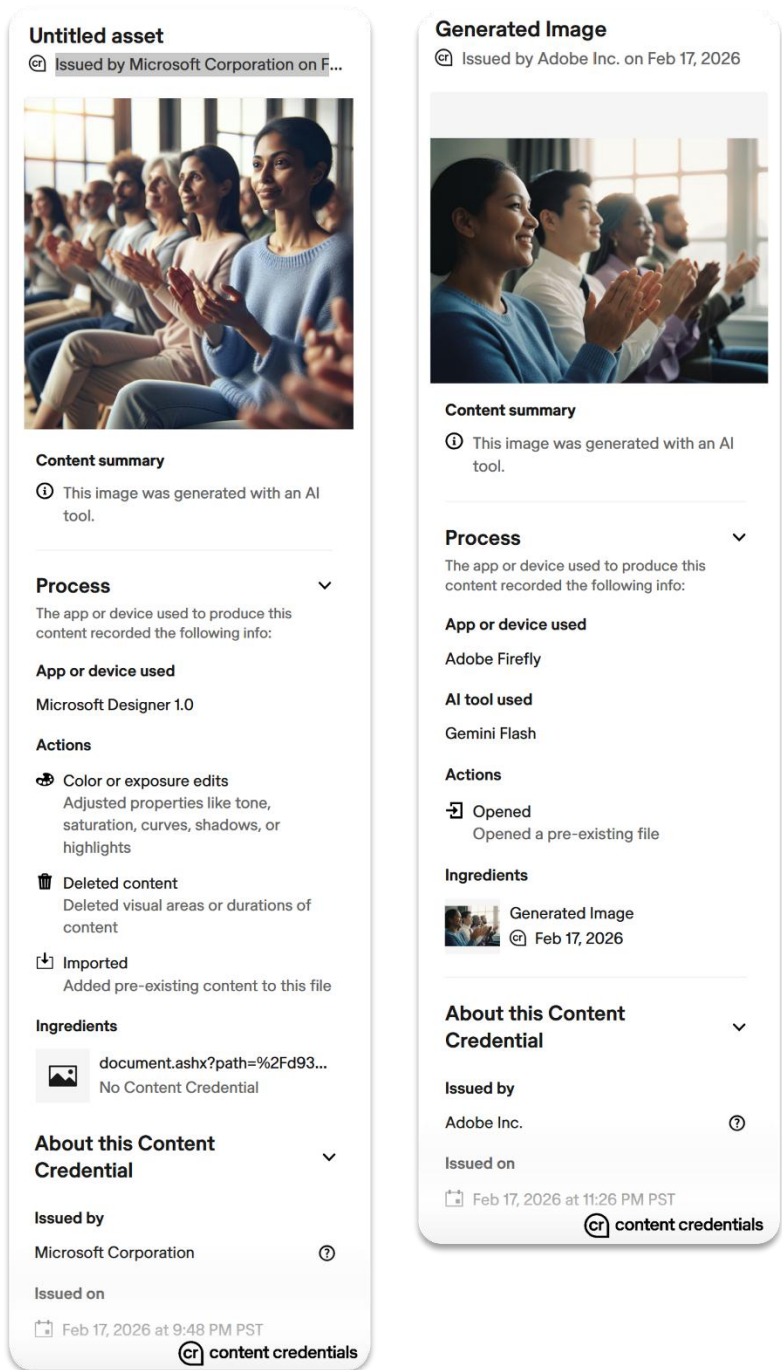 Untitled asset
cr Issued by Microsoft Corporation on F...
Content summary
This image was generated with an AI
tool.
Process
The app or device used to produce this
content recorded the following info:
App or device used
Microsoft Designer 1.0
Actions
Color or exposure edits
Adjusted properties like tone,
saturation, curves, shadows, or
highlights
Deleted content
Deleted visual areas or durations of
content
Imported
Added pre-existing content to this file
Ingredients
document.ashx?path=%2Fd93...
No Content Credential
About this Content
Credential
Issued by
Microsoft Corporation
Issued on
Feb 17, 2026 at 9:48 PM PST
cr content credentials
Generated Image
cr Issued by Adobe Inc. on Feb 17, 2026
Content summary
This image was generated with an AI
tool.
Process
The app or device used to produce this
content recorded the following info:
App or device used
Adobe Firefly
AI tool used
Gemini Flash
Actions
Opened
Opened a pre-existing file
Ingredients
Generated Image
cr Feb 17, 2026
About this Content
Credential
Issued by
Adobe Inc.
Issued on
Feb 17, 2026 at 11:26 PM PST
cr content credentials